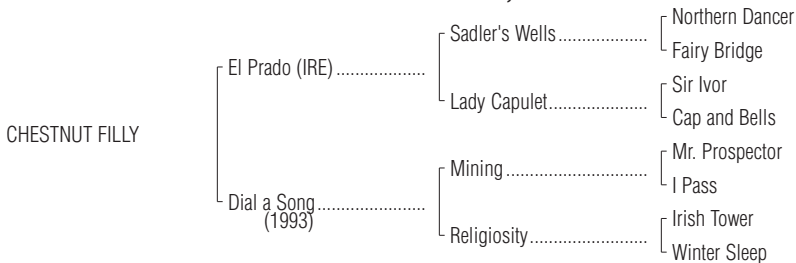 Northern Dancer
Sadler's Wells....................
Fairy Bridge
El Prado (IRE)...................
Sir Ivor
Lady Capulet......................
Cap and Bells
CHESTNUT FILLY
Mr. Prospector
Mining ................................
I Pass
Dial a Song.......................
(1993)
Irish Tower
Religiosity..........................
Winter Sleep